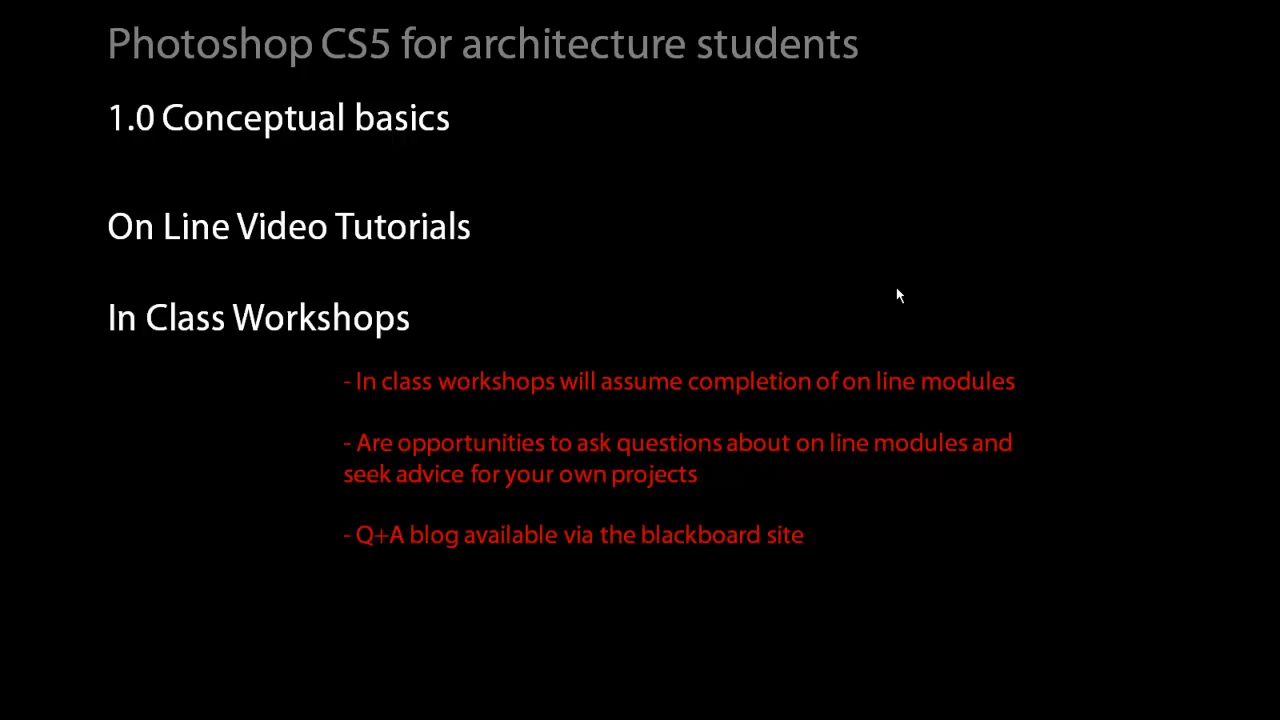 Photoshop CS5 for architecture students
1.0 Conceptual basics
On Line Video Tutorials
In Class Workshops
- In class workshops will assume completion of on line modules
- Are opportunities to ask questions about on line modules and
seek advice for your own projects
- Q+A blog available via the blackboard site